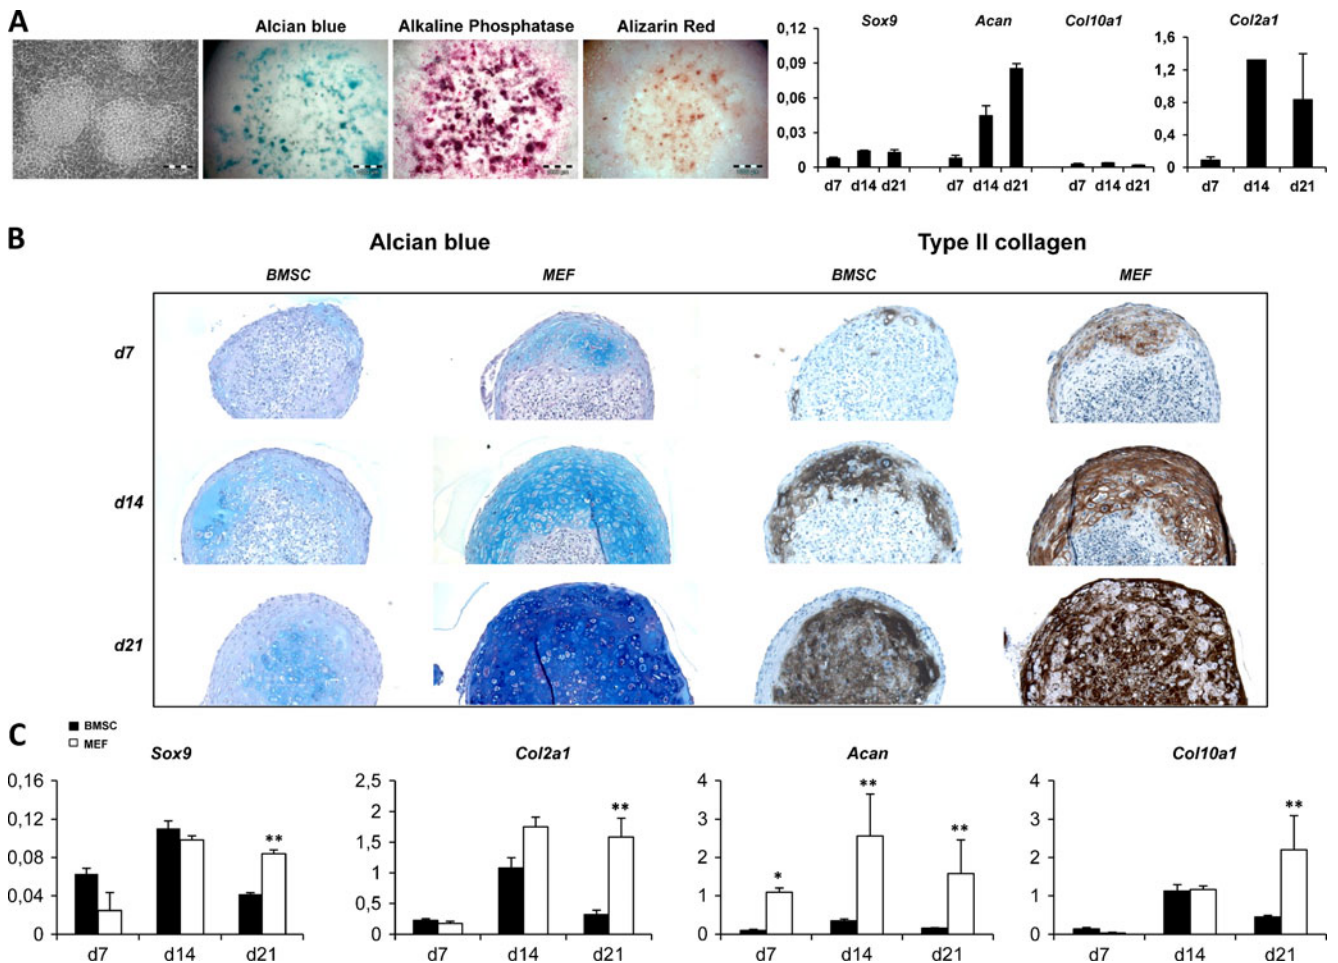 A
Alcian blue
Alkaline Phosphatase
Alizarin Red
Sox9 Acan Col10a1
0,12
0,09
0,06
0,03
0
d7 d14 d21 d7 d14 d21 d7 d14 d21
Col2a1
1,6
1,2
0,8
0,4
0
d7 d14 d21
B
Alcian blue Type II collagen
BMSC MEF BMSC MEF
d7
d14
d21
C
BMSC
MEF
Sox9
0,16
0,12
0,08
0,04
0
**
d7 d14 d21
Col2a1
2,5
2
1,5
1
0,5
0
**
d7 d14 d21
Acan
4
3
2
1
0
* ** **
d7 d14 d21
Col10a1
4
3
2
1
0
**
d7 d14 d21